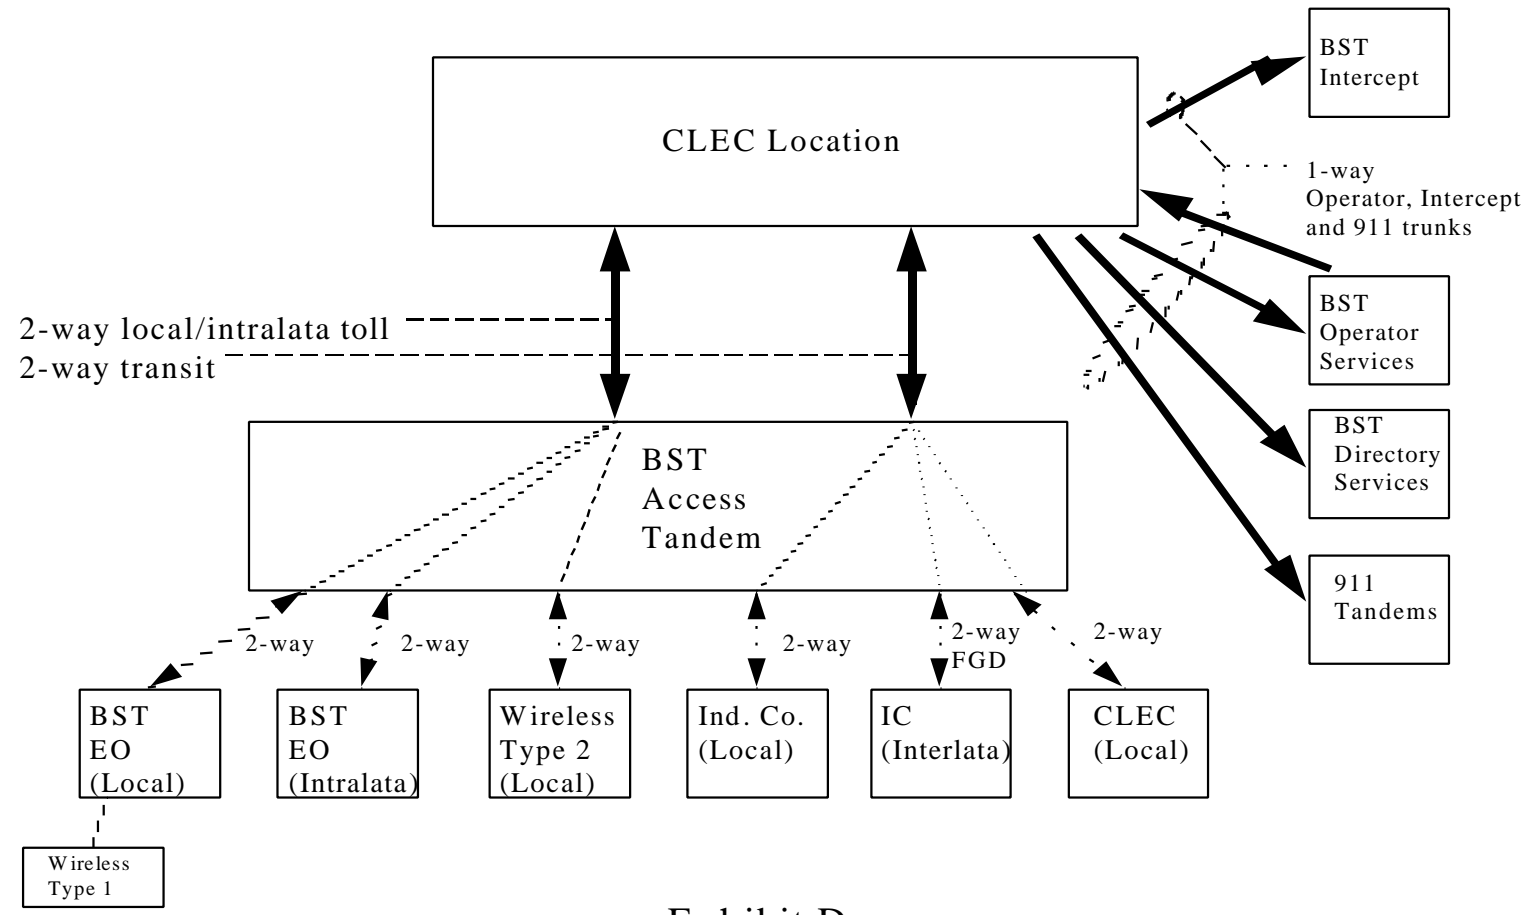 BST
Intercept
CLEC Location
1-way
Operator, Intercept
and 911 trunks
BST
Operator
Services
2-way local/intralata toll
2-way transit
BST
Directory
Services
BST
Access
Tandem
911
Tandems
2-way
2-way
2-way
2-way
2-way
FGD
2-way
BST
EO
(Local)
BST
EO
(Intralata)
Wireless
Type 2
(Local)
Ind. Co.
(Local)
IC
(Interlata)
CLEC
(Local)
Wireless
Type 1
Exhibit D